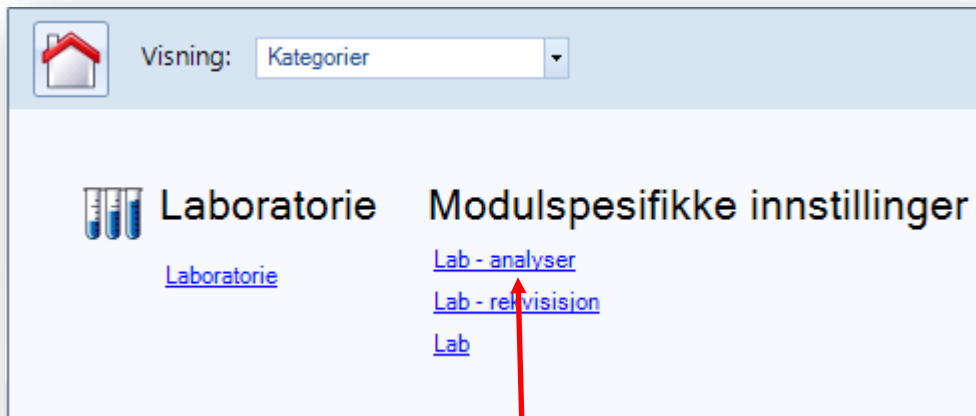 Visning: Kategorier
Laboratorie Modulspesifikke innstillinger
Laboratorie
Lab - analyser
Lab - rekvisisjon
Lab